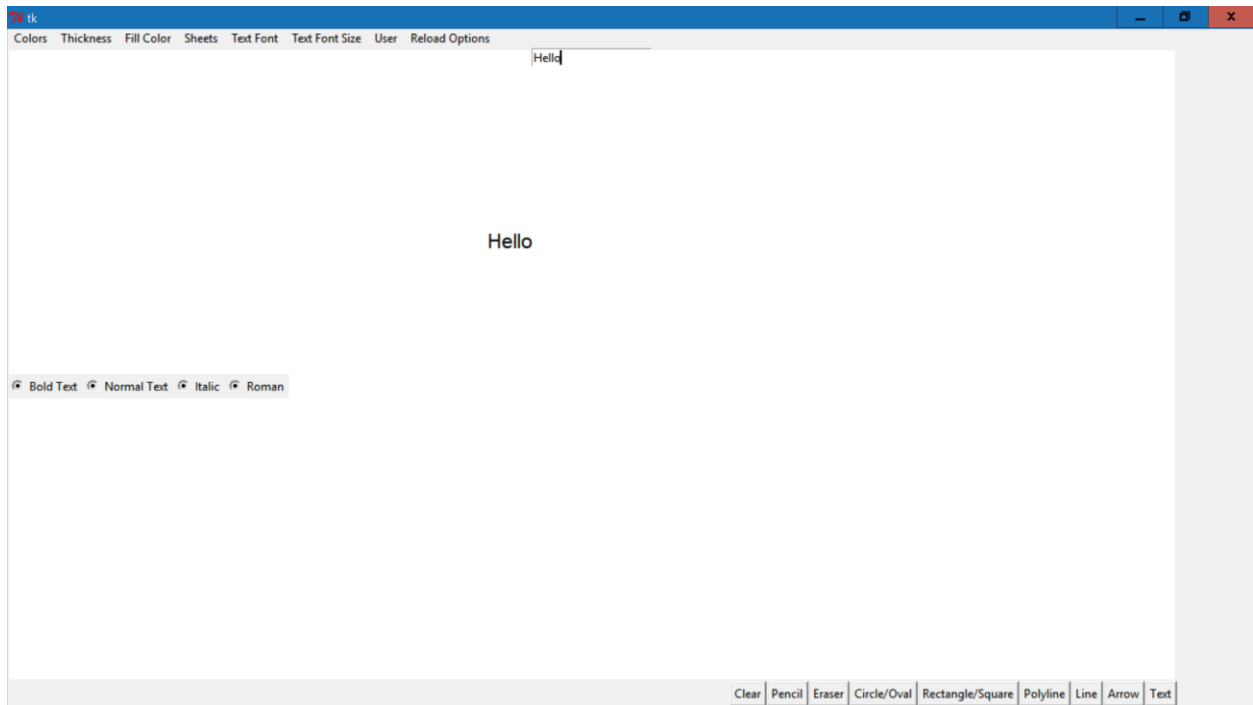 tk
Colors Thickness Fill Color Sheets Text Font Text Font Size User Reload Options
Hello
Hello
Bold Text Normal Text Italic Roman
Clear Pencil Eraser Circle/Oval Rectangle/Square Polyline Line Arrow Text